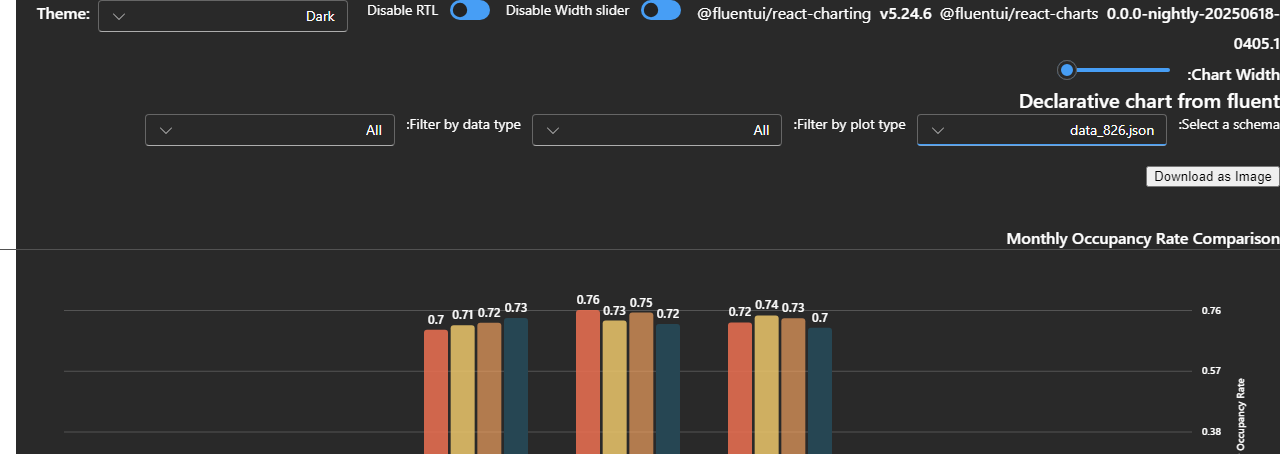 Theme: Dark Disable RTL Disable Width slider @fluentui/react-charting v5.24.6 @fluentui/react-charts 0.0.0-nightly-20250618-
0405.1
:Chart Width
Declarative chart from fluent
:Select a schema data_826.json :Filter by plot type All :Filter by data type All
Download as Image
Monthly Occupancy Rate Comparison
0.7 0.71 0.72 0.73 0.76 0.73 0.75 0.72 0.72 0.74 0.73 0.7
0.76
0.57
0.38
Occupancy Rate